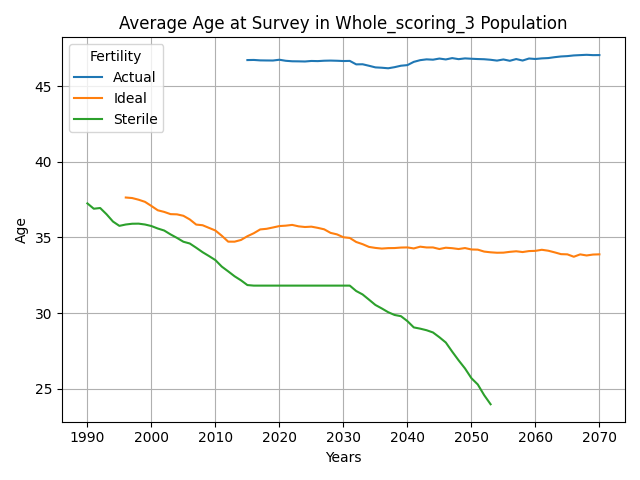 Average Age at Survey in Whole_scoring_3 Population
Fertility
Actual
Ideal
Sterile
45
40
35
30
25
Age
1990 2000 2010 2020 2030 2040 2050 2060 2070
Years